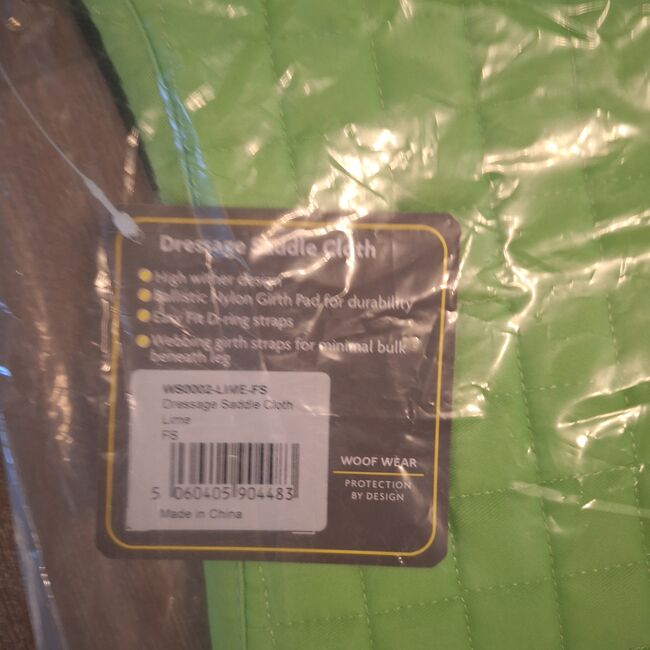 Dressage Saddle Cloth
High wither design
Ballistic Nylon Girth Pad for durability
Easy Fit D-ring straps
Webbing girth straps for minimal bulk
beneath leg
WS0002-LIME-FS
Dressage Saddle Cloth
Lime
FS
5 060405 904483
Made in China
WOOF WEAR
PROTECTION
BY DESIGN